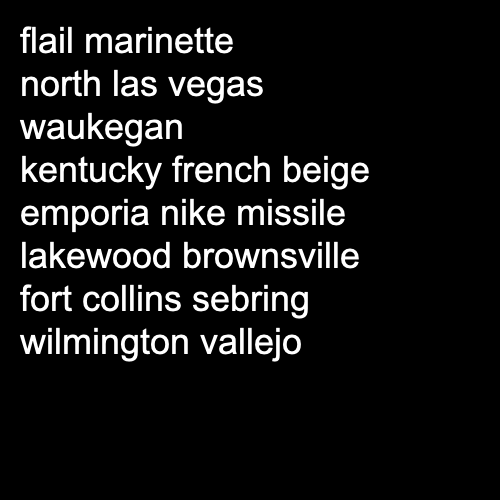 flail marinette
north las vegas
waukegan
kentucky french beige
emporia nike missile
lakewood brownsville
fort collins sebring
wilmington vallejo